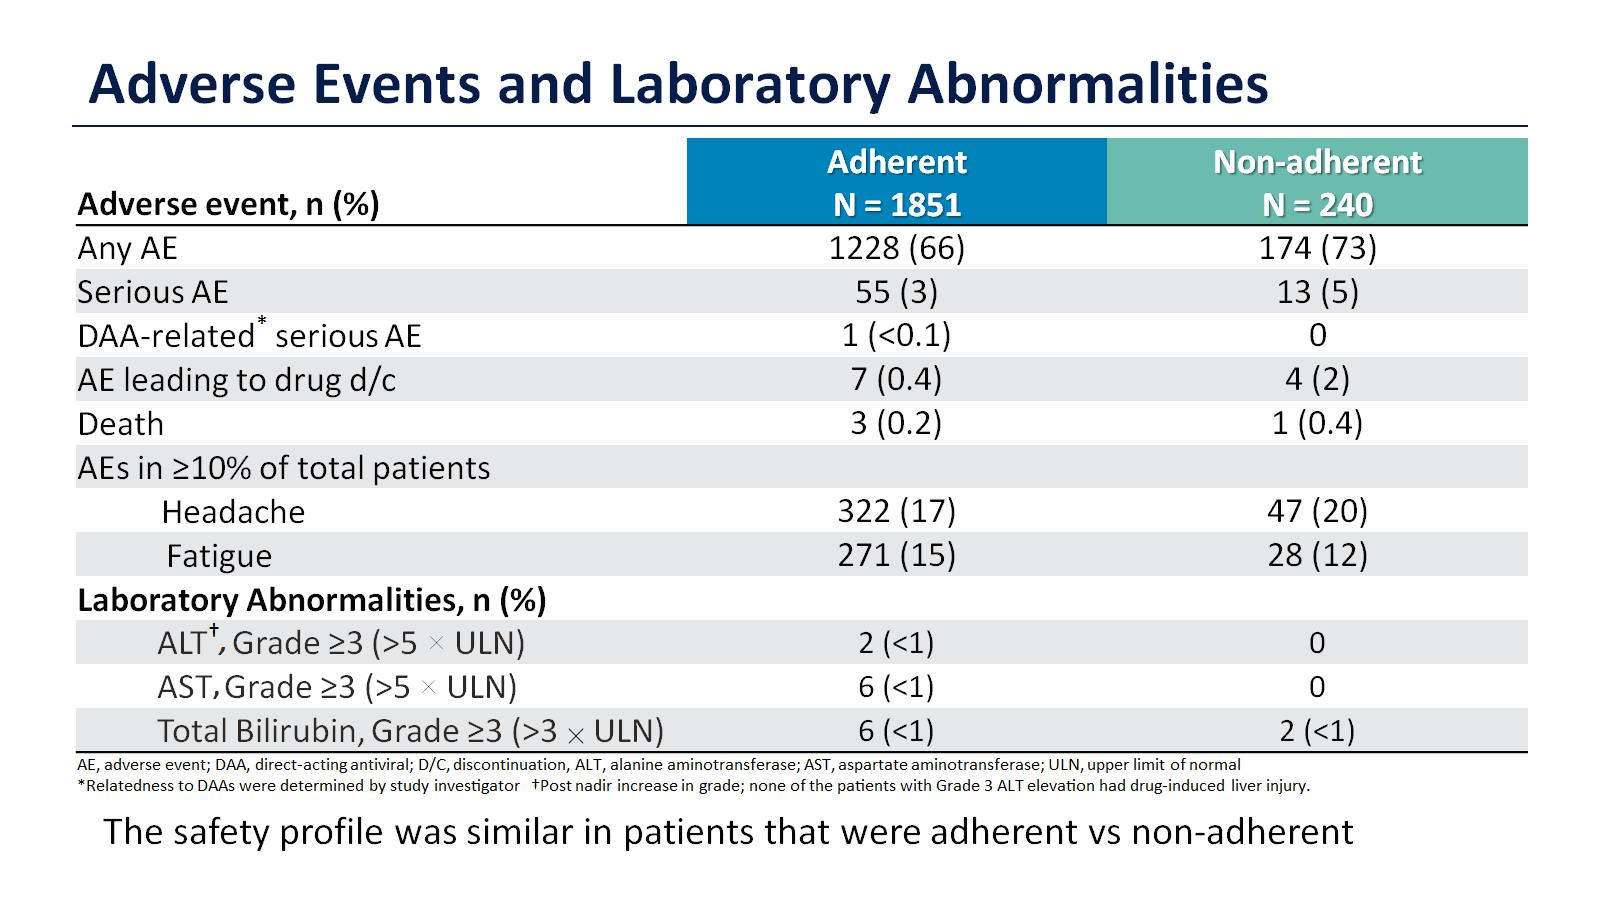 Adverse Events and Laboratory Abnormalities
Adherent Non-adherent
Adverse event, n (%) N = 1851 N = 240
Any AE 1228 (66) 174 (73)
Serious AE 55 (3) 13 (5)
DAA-related* serious AE 1 (<0.1) 0
AE leading to drug d/c 7 (0.4) 4 (2)
Death 3 (0.2) 1 (0.4)
AEs in ≥10% of total patients
Headache 322 (17) 47 (20)
Fatigue 271 (15) 28 (12)
Laboratory Abnormalities, n (%)
ALT†, Grade ≥3 (>5 × ULN) 2 (<1) 0
AST, Grade ≥3 (>5 × ULN) 6 (<1) 0
Total Bilirubin, Grade ≥3 (>3 × ULN) 6 (<1) 2 (<1)
AE, adverse event; DAA, direct-acting antiviral; D/C, discontinuation, ALT, alanine aminotransferase; AST, aspartate aminotransferase; ULN, upper limit of normal
*Relatedness to DAAs were determined by study investigator †Post nadir increase in grade; none of the patients with Grade 3 ALT elevation had drug-induced liver injury.
The safety profile was similar in patients that were adherent vs non-adherent